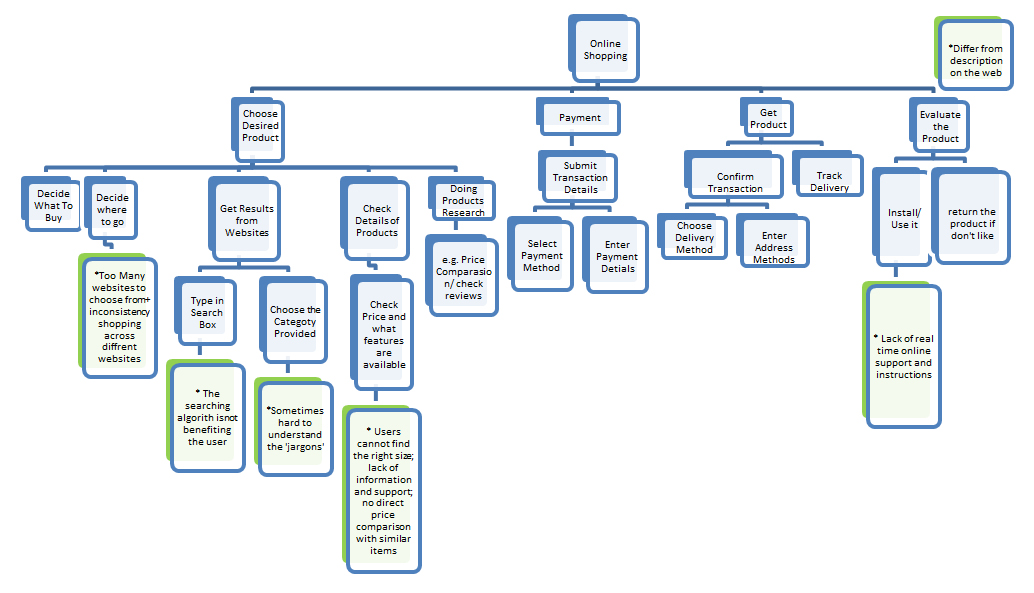 Online
Shopping
*Differ from
description
on the web
Choose
Desired
Product
Payment
Get
Product
Evaluate
the
Product
Decide
What To
Buy
Decide
where
to go
Get Results
from
Websites
Check
Details of
Products
Doing
Products
Research
Submit
Transaction
Details
Confirm
Transaction
Track
Delivery
Install/
Use it
return the
product if
don't like
*Too Many
websites to
choose from+
inconsistency
shopping
across
diffrent
websites
Type in
Search
Box
Choose the
Categoty
Provided
Check
Price and
what
features
are
available
e.g. Price
Comparasio
n/ check
reviews
Select
Payment
Method
Enter
Payment
Detials
Choose
Delivery
Method
Enter
Address
Methods
* The
searching
algorith isnot
benefiting
the user
*Sometimes
hard to
understand
the 'jargons'
* Users
cannot find
the right size;
lack of
information
and support;
no direct
price
comparison
with similar
items
* Lack of real
time online
support and
instructions